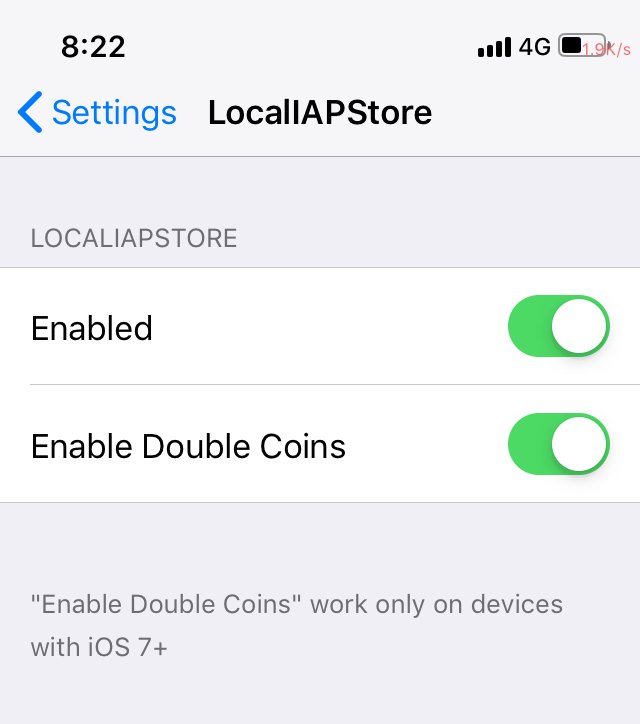 8:22
4G
1.9K/s
Settings
LocalIAPStore
LOCALIAPSTORE
Enabled
Enable Double Coins
"Enable Double Coins" work only on devices
with iOS 7+